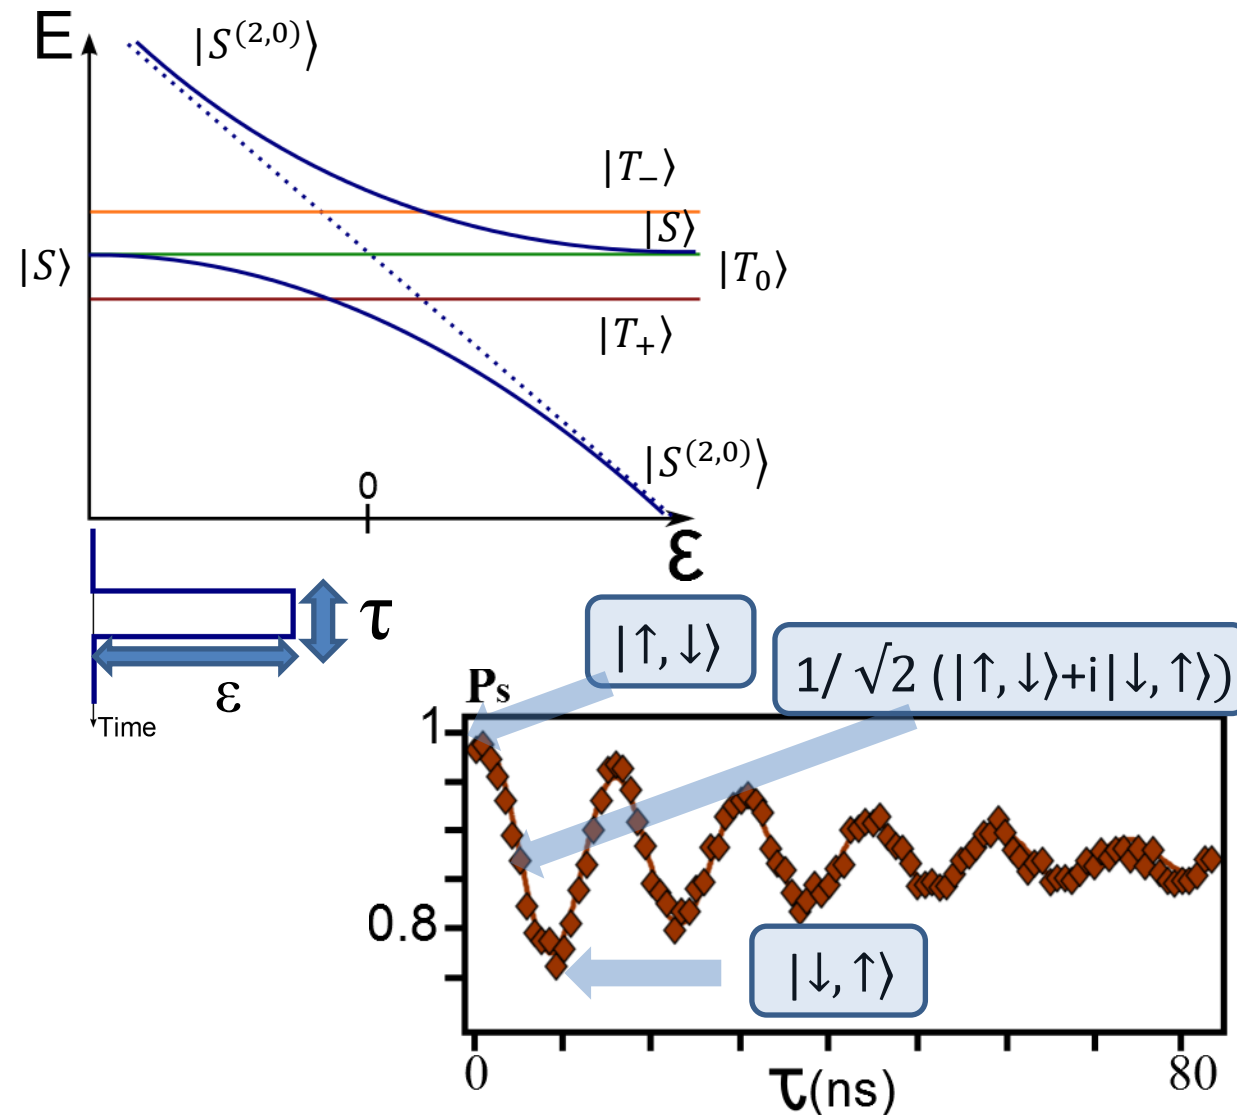 E
|S⁽²,⁰⁾⟩
|T₋⟩
|S⟩
|S⟩
|T₀⟩
|T₊⟩
|S⁽²,⁰⁾⟩
0
ε
τ
ε
Time
|↑,↓⟩
1/ √2 (|↑,↓⟩+i|↓,↑⟩)
Ps
1
0.8
|↓,↑⟩
0
80
τ(ns)